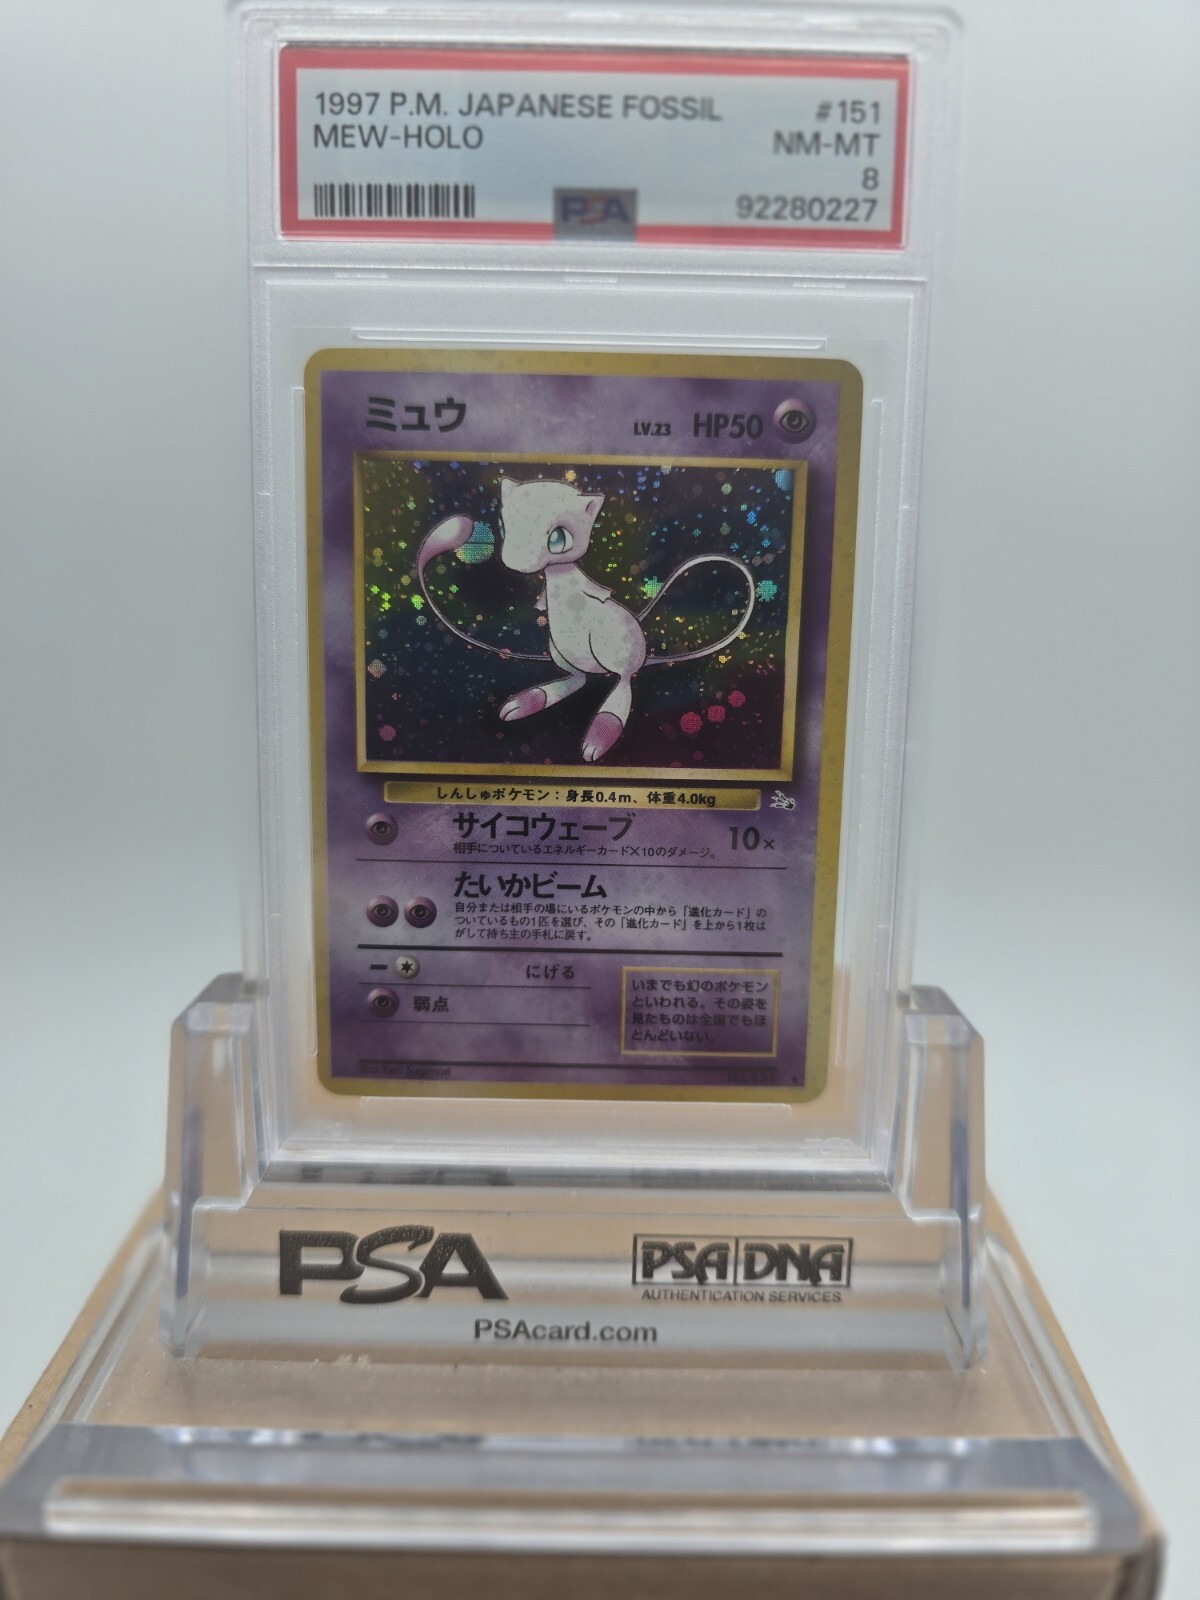 1997 P.M. JAPANESE FOSSIL #151
MEW-HOLO NM-MT
8
PSA 92280227
ミュウ LV.23 HP50
しんしゅポケモン：身長0.4m、体重4.0kg
サイコウェーブ 10×
相手についているエネルギーカード×10のダメージ。
たいかビーム
自分または相手の場にいるポケモンの中から「進化カード」の
ついているもの1匹を選び、その「進化カード」を上から1枚は
がして持ち主の手札に戻す。
にげる
弱点
いまでも幻のポケモン
といわれる。その姿を
見たものは全国でもほ
とんどいない。
Ken Sugimori
PSA PSA DNA
AUTHENTICATION SERVICES
PSAcard.com